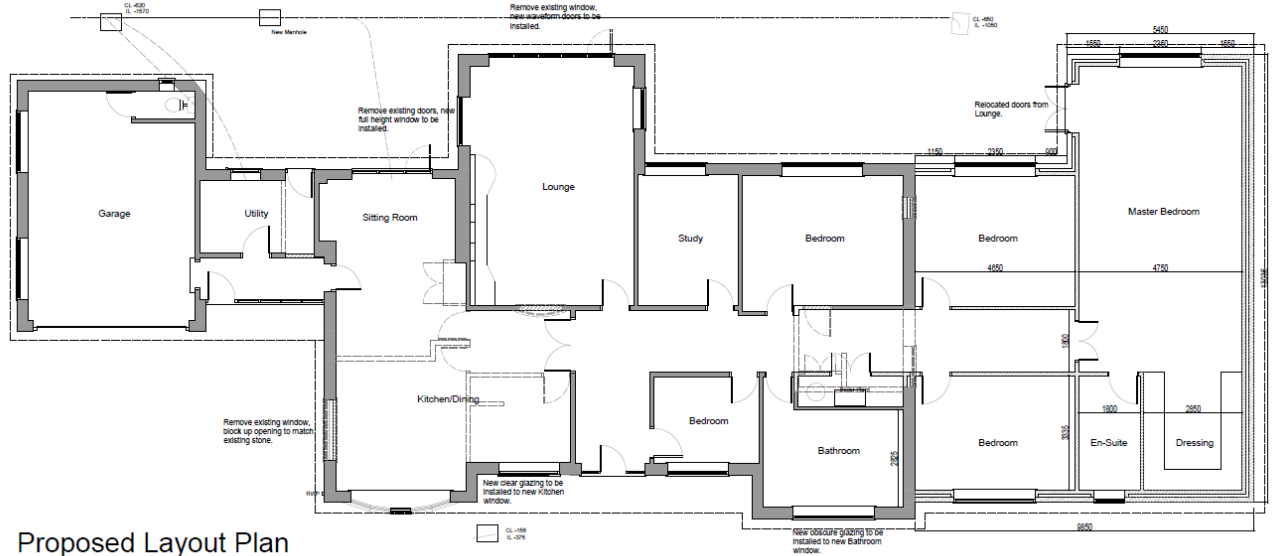 CL -620
IL -1570
New Manhole
Remove existing window,
new waveform doors to be
installed.
CL -650
IL -1050
5450
1550
2350
1550
Remove existing doors, new
full height window to be
installed.
Relocated doors from
Lounge.
1150
2350
900
Garage
Utility
Sitting Room
Lounge
Study
Bedroom
Bedroom
Master Bedroom
4650
4750
1800
Kitchen/Dining
Remove existing window,
block up opening to match
existing stone.
Bedroom
Bathroom
2825
Bedroom
3335
1800
En-Suite
2850
Dressing
RWP
New clear glazing to be
installed to new Kitchen
window.
CL -155
IL -375
New obscure glazing to be
installed to new Bathroom
window.
9850
Proposed Layout Plan